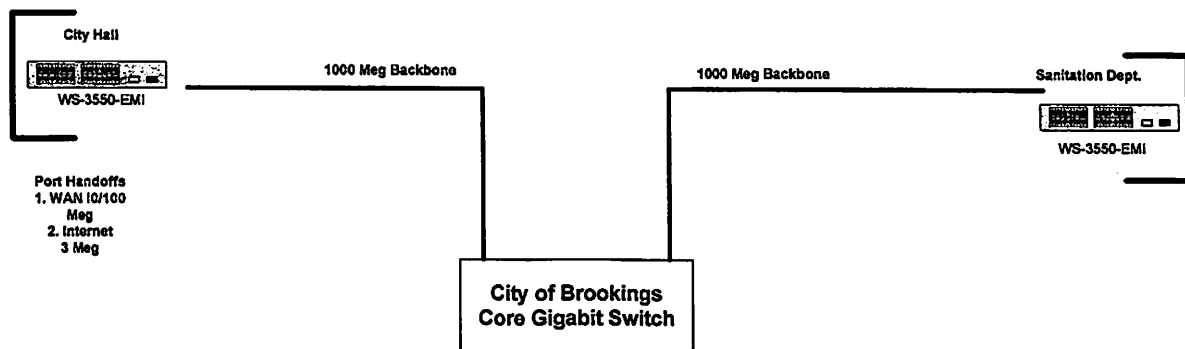 City Hall
WS-3550-EMI
1000 Meg Backbone
1000 Meg Backbone
Sanitation Dept.
WS-3550-EMI
Port Handoffs
1. WAN I0/100
Meg
2. Internet
3 Meg
City of Brookings
Core Gigabit Switch